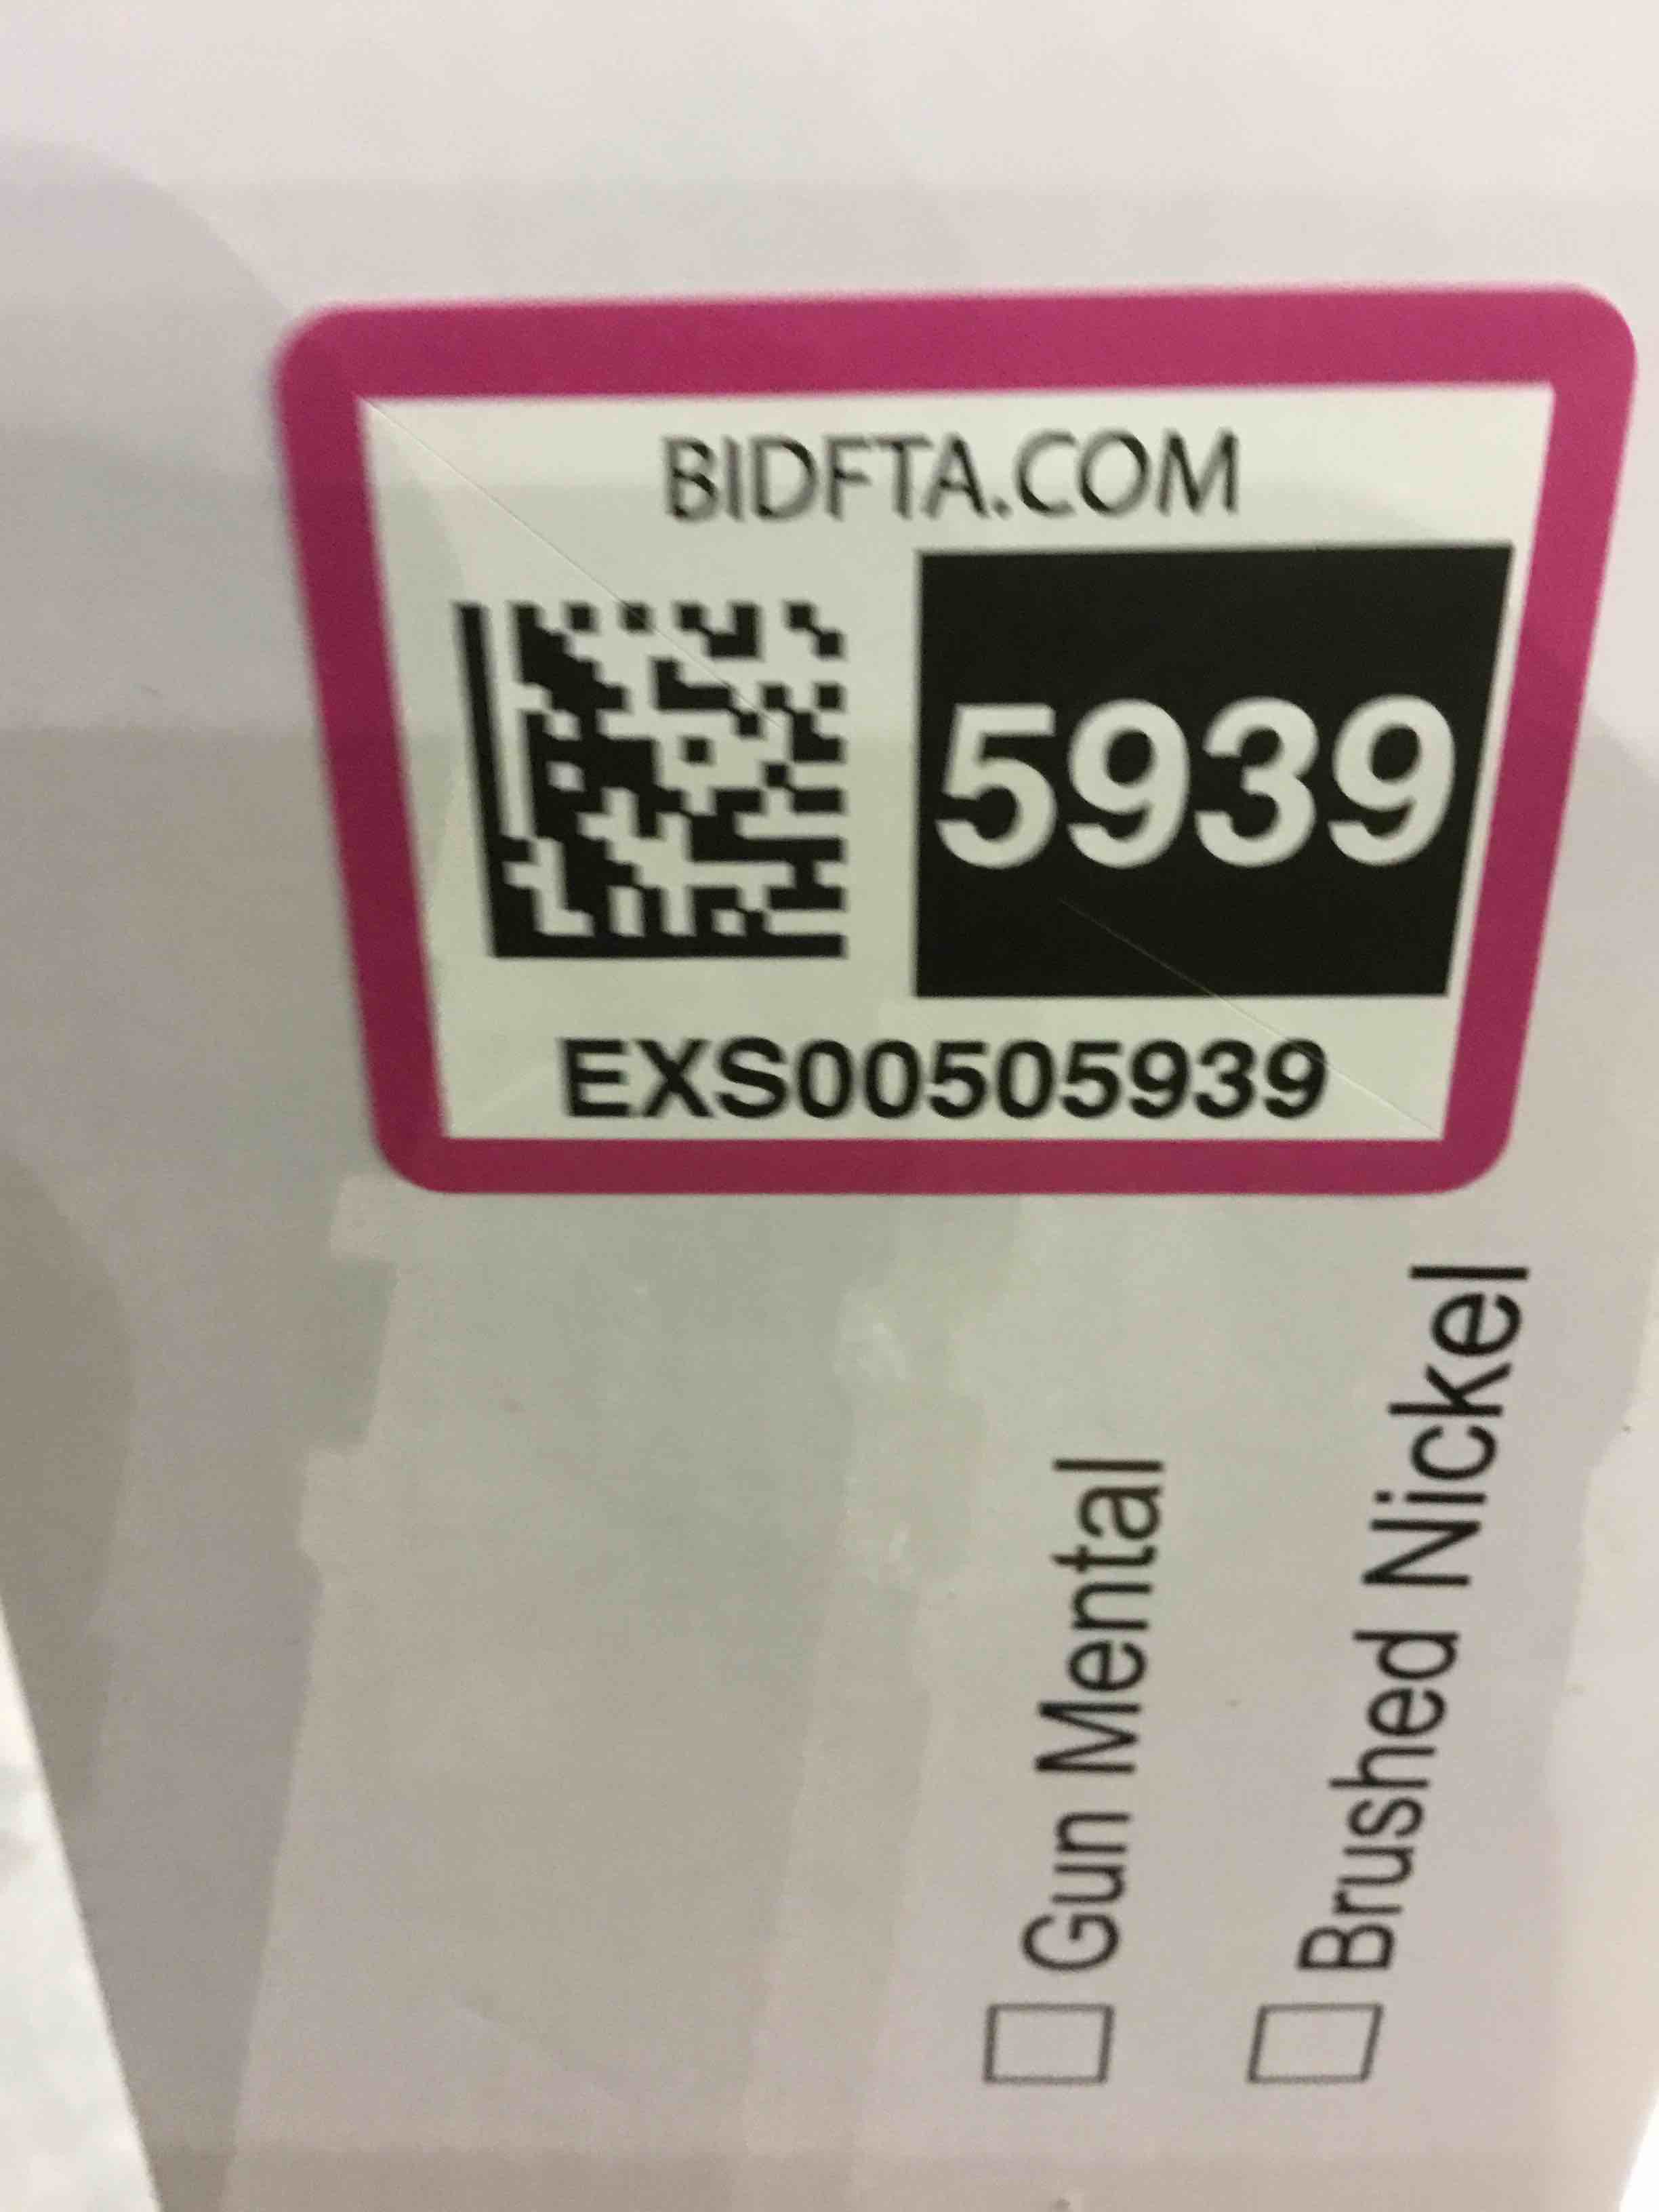 BIDFTA.COM
5939
EXS00505939
Gun Mental
Brushed Nickel